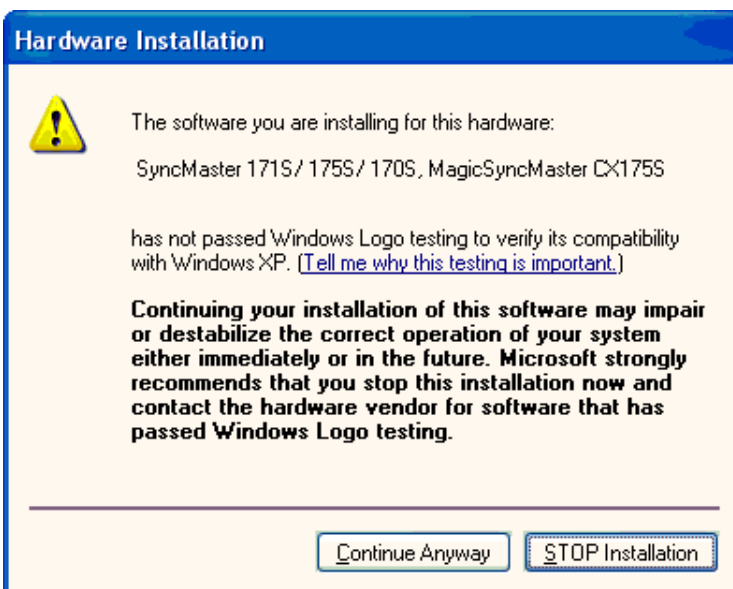 Hardware Installation
The software you are installing for this hardware:
SyncMaster 171S/ 175S/ 170S, MagicSyncMaster CX175S
has not passed Windows Logo testing to verify its compatibility
with Windows XP. (Tell me why this testing is important.)
Continuing your installation of this software may impair
or destabilize the correct operation of your system
either immediately or in the future. Microsoft strongly
recommends that you stop this installation now and
contact the hardware vendor for software that has
passed Windows Logo testing.
Continue Anyway
STOP Installation